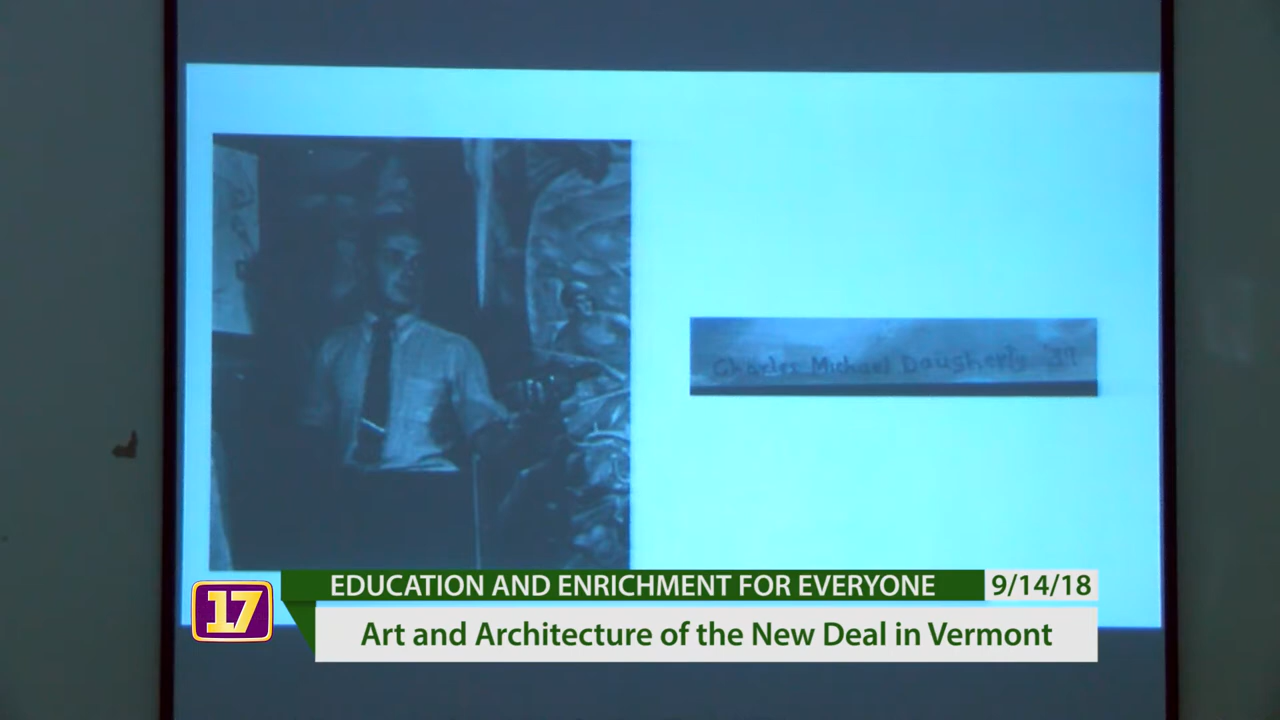 Charles Michael Daugherty '39
EDUCATION AND ENRICHMENT FOR EVERYONE 9/14/18
17
Art and Architecture of the New Deal in Vermont